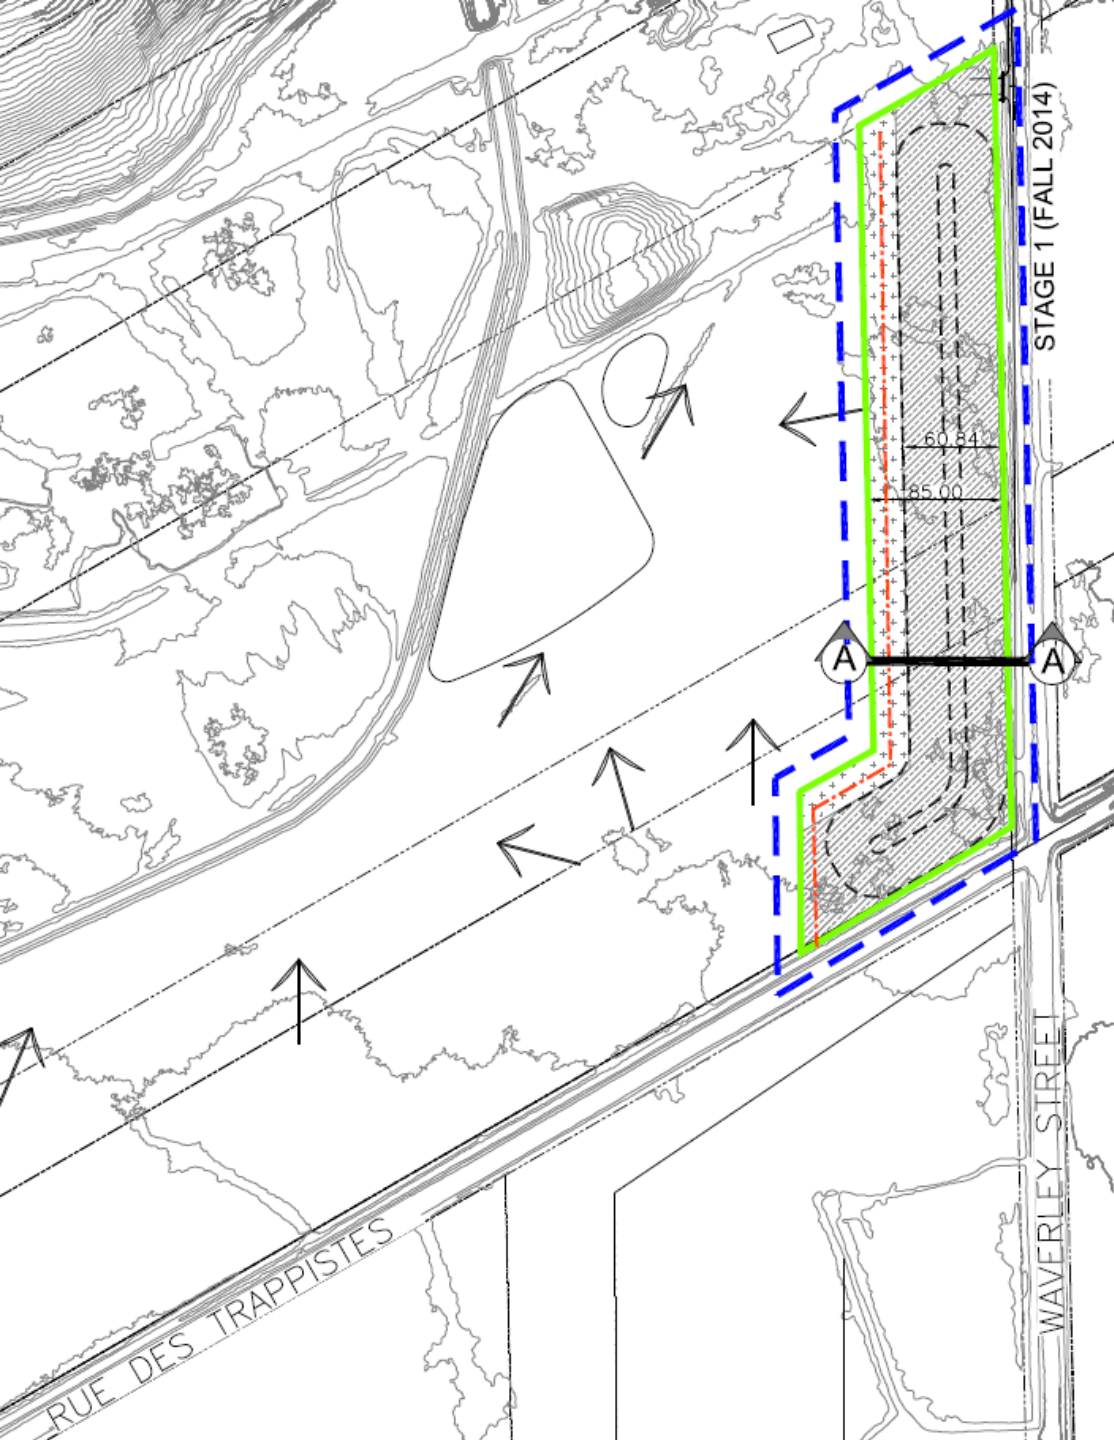 STAGE 1 (FALL 2014)
60.84
85.00
A
A
WAVERLEY STREET
RUE DES TRAPPISTES